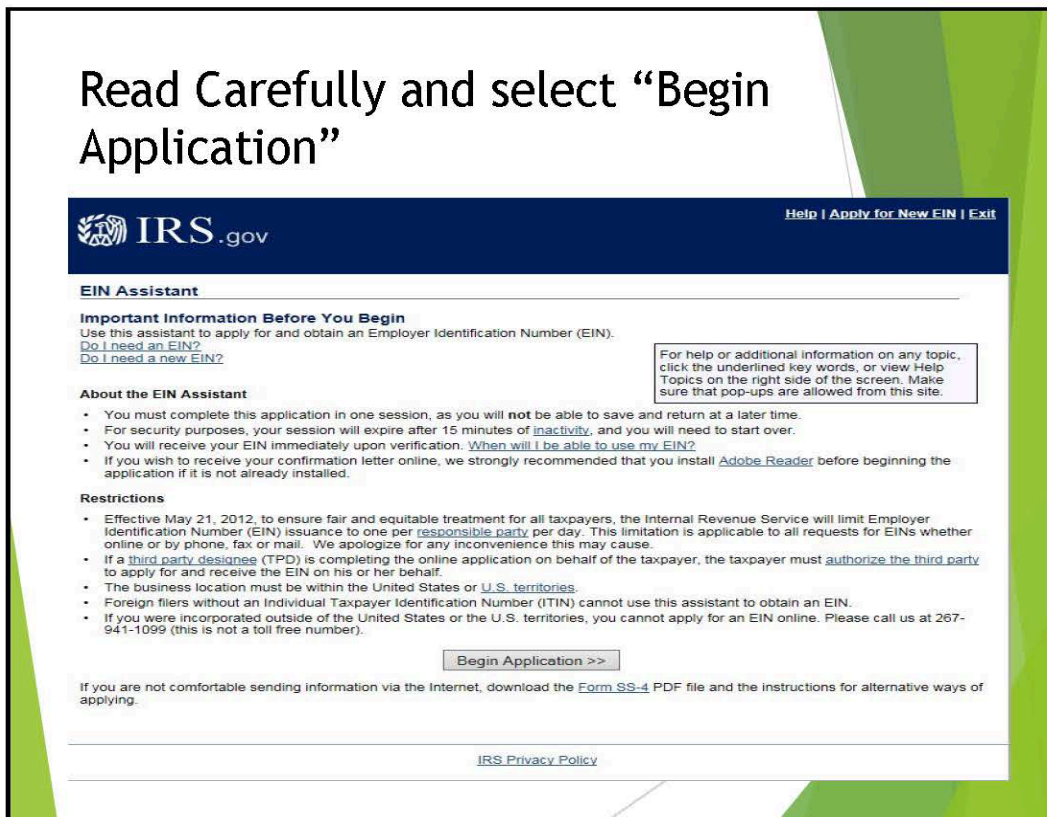 Read Carefully and select “Begin
Application”
Help | Apply for New EIN | Exit
IRS.gov
EIN Assistant
Important Information Before You Begin
Use this assistant to apply for and obtain an Employer Identification Number (EIN).
Do I need an EIN?
Do I need a new EIN?
For help or additional information on any topic,
click the underlined key words, or view Help
Topics on the right side of the screen. Make
sure that pop-ups are allowed from this site.
About the EIN Assistant
• You must complete this application in one session, as you will not be able to save and return at a later time.
• For security purposes, your session will expire after 15 minutes of inactivity, and you will need to start over.
• You will receive your EIN immediately upon verification. When will I be able to use my EIN?
• If you wish to receive your confirmation letter online, we strongly recommended that you install Adobe Reader before beginning the
application if it is not already installed.
Restrictions
• Effective May 21, 2012, to ensure fair and equitable treatment for all taxpayers, the Internal Revenue Service will limit Employer
Identification Number (EIN) issuance to one per responsible party per day. This limitation is applicable to all requests for EINs whether
online or by phone, fax or mail. We apologize for any inconvenience this may cause.
• If a third party designee (TPD) is completing the online application on behalf of the taxpayer, the taxpayer must authorize the third party
to apply for and receive the EIN on his or her behalf.
• The business location must be within the United States or U.S. territories.
• Foreign filers without an Individual Taxpayer Identification Number (ITIN) cannot use this assistant to obtain an EIN.
• If you were incorporated outside of the United States or the U.S. territories, you cannot apply for an EIN online. Please call us at 267-
941-1099 (this is not a toll free number).
Begin Application >>
If you are not comfortable sending information via the Internet, download the Form SS-4 PDF file and the instructions for alternative ways of
applying.
IRS Privacy Policy